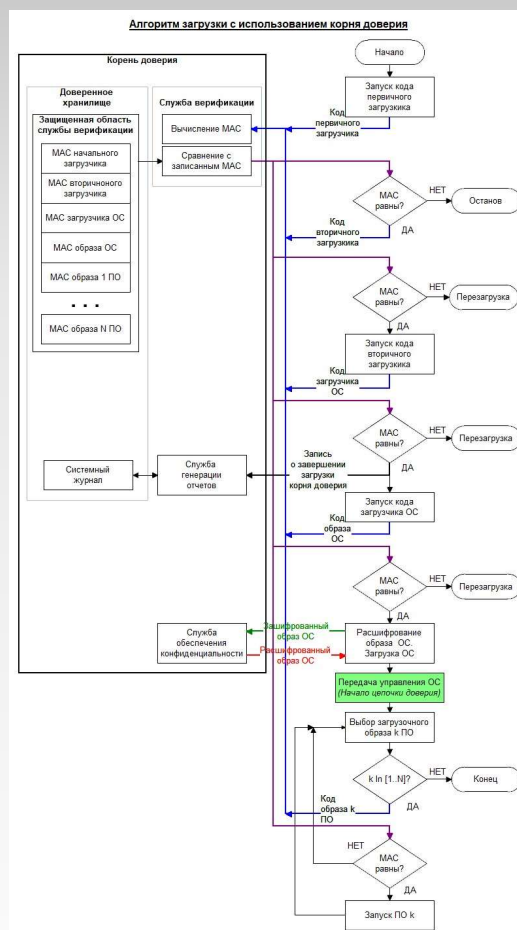 Алгоритм загрузки с использованием корня доверия
Корень доверия
Доверенное
хранилище
Защищенная область
службы верификации
МАС начального
загрузчика
МАС вторичноного
загрузчика
МАС загрузчика ОС
МАС образа ОС
МАС образа 1 ПО
...
МАС образа N ПО
Системный
журнал
Служба верификации
Вычисление МАС
Сравнение с
записанным МАС
Служба
генерации
отчетов
Служба
обеспечения
конфиденциальности
Начало
Запуск кода
первичного
загрузкика
Код
первичного
загрузчика
МАС
равны?
НЕТ
Останов
ДА
Код
вторичного
загрузкика
МАС
равны?
НЕТ
Перезагрузка
ДА
Запуск кода
вторичного
загрузкика
Код
загрузчика
ОС
МАС
равны?
НЕТ
Перезагрузка
ДА
Запись
о завершении
загрузки
корня доверия
Запуск кода
загрузчика ОС
Код
образа
ОС
МАС
равны?
НЕТ
Перезагрузка
ДА
Зашифрованный
образ ОС
Расшифрованный
образ ОС
Расшифрование
образа ОС.
Загрузка ОС
Передача управления ОС
(Начало цепочки доверия)
Выбор загрузочного
образа k ПО
k in [1..N]?
НЕТ
Конец
ДА
Код
образа k
ПО
НЕТ
МАС
равны?
ДА
Запуск ПО k